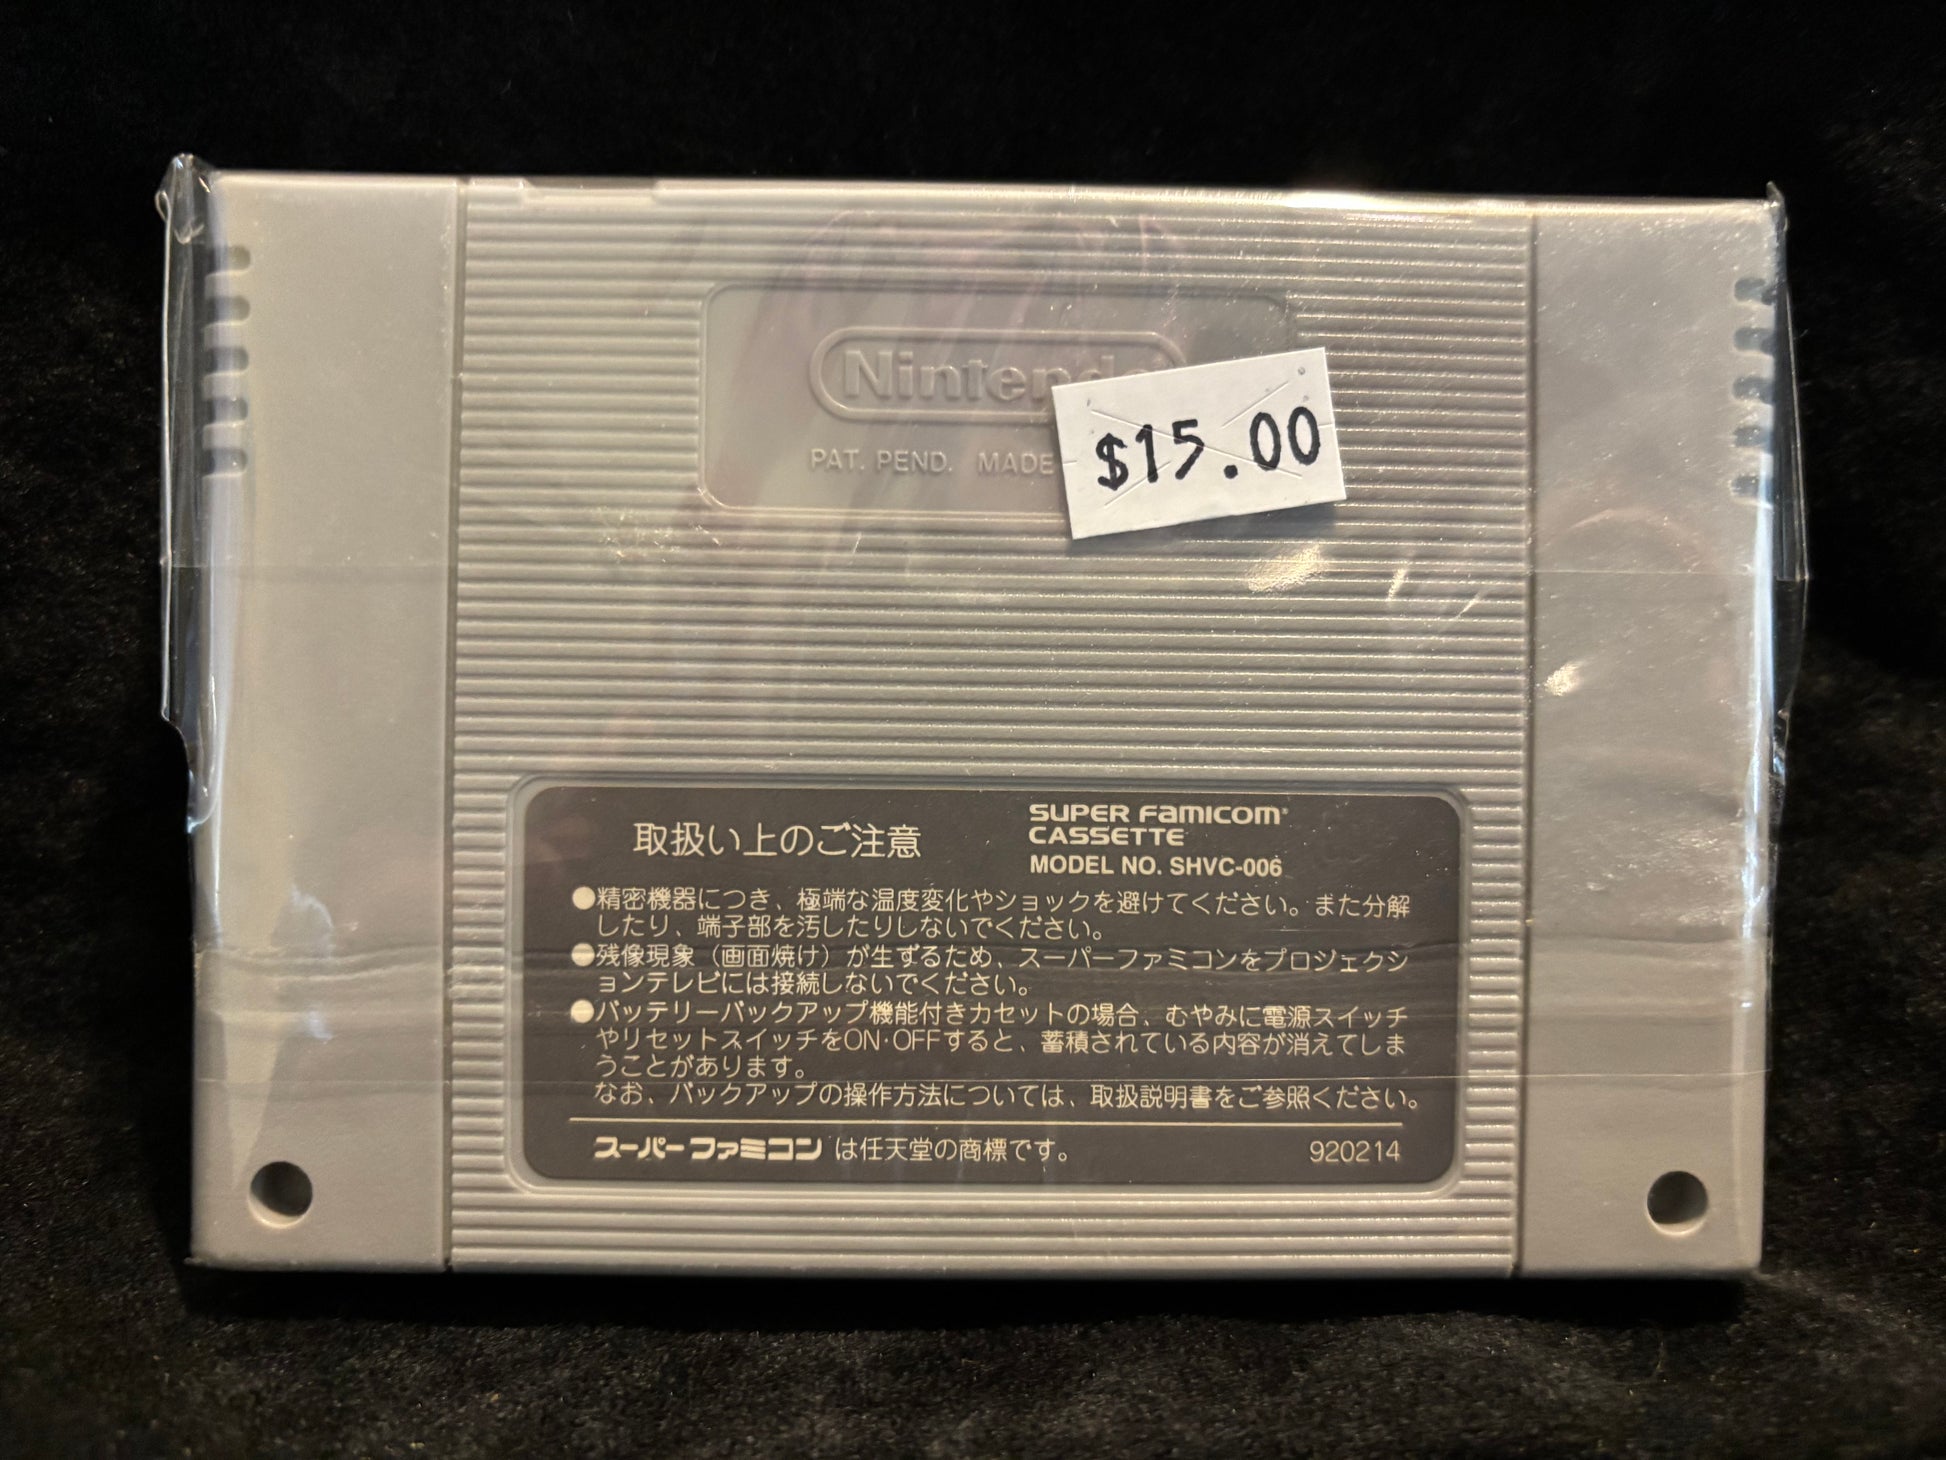 Nintendo
PAT. PEND. MADE
$15.00
取扱い上のご注意
SUPER FAMICOM®
CASSETTE
MODEL NO. SHVC-006
●精密機器につき、極端な温度変化やショックを避けてください。また分解
したり、端子部を汚したりしないでください。
●残像現象（画面焼け）が生ずるため、スーパーファミコンをプロジェクシ
ョンテレビには接続しないでください。
●バッテリーバックアップ機能付きカセットの場合、むやみに電源スイッチ
やリセットスイッチをON·OFFすると、蓄積されている内容が消えてしま
うことがあります。
なお、バックアップの操作方法については、取扱説明書をご参照ください。
スーパーファミコンは任天堂の商標です。 920214